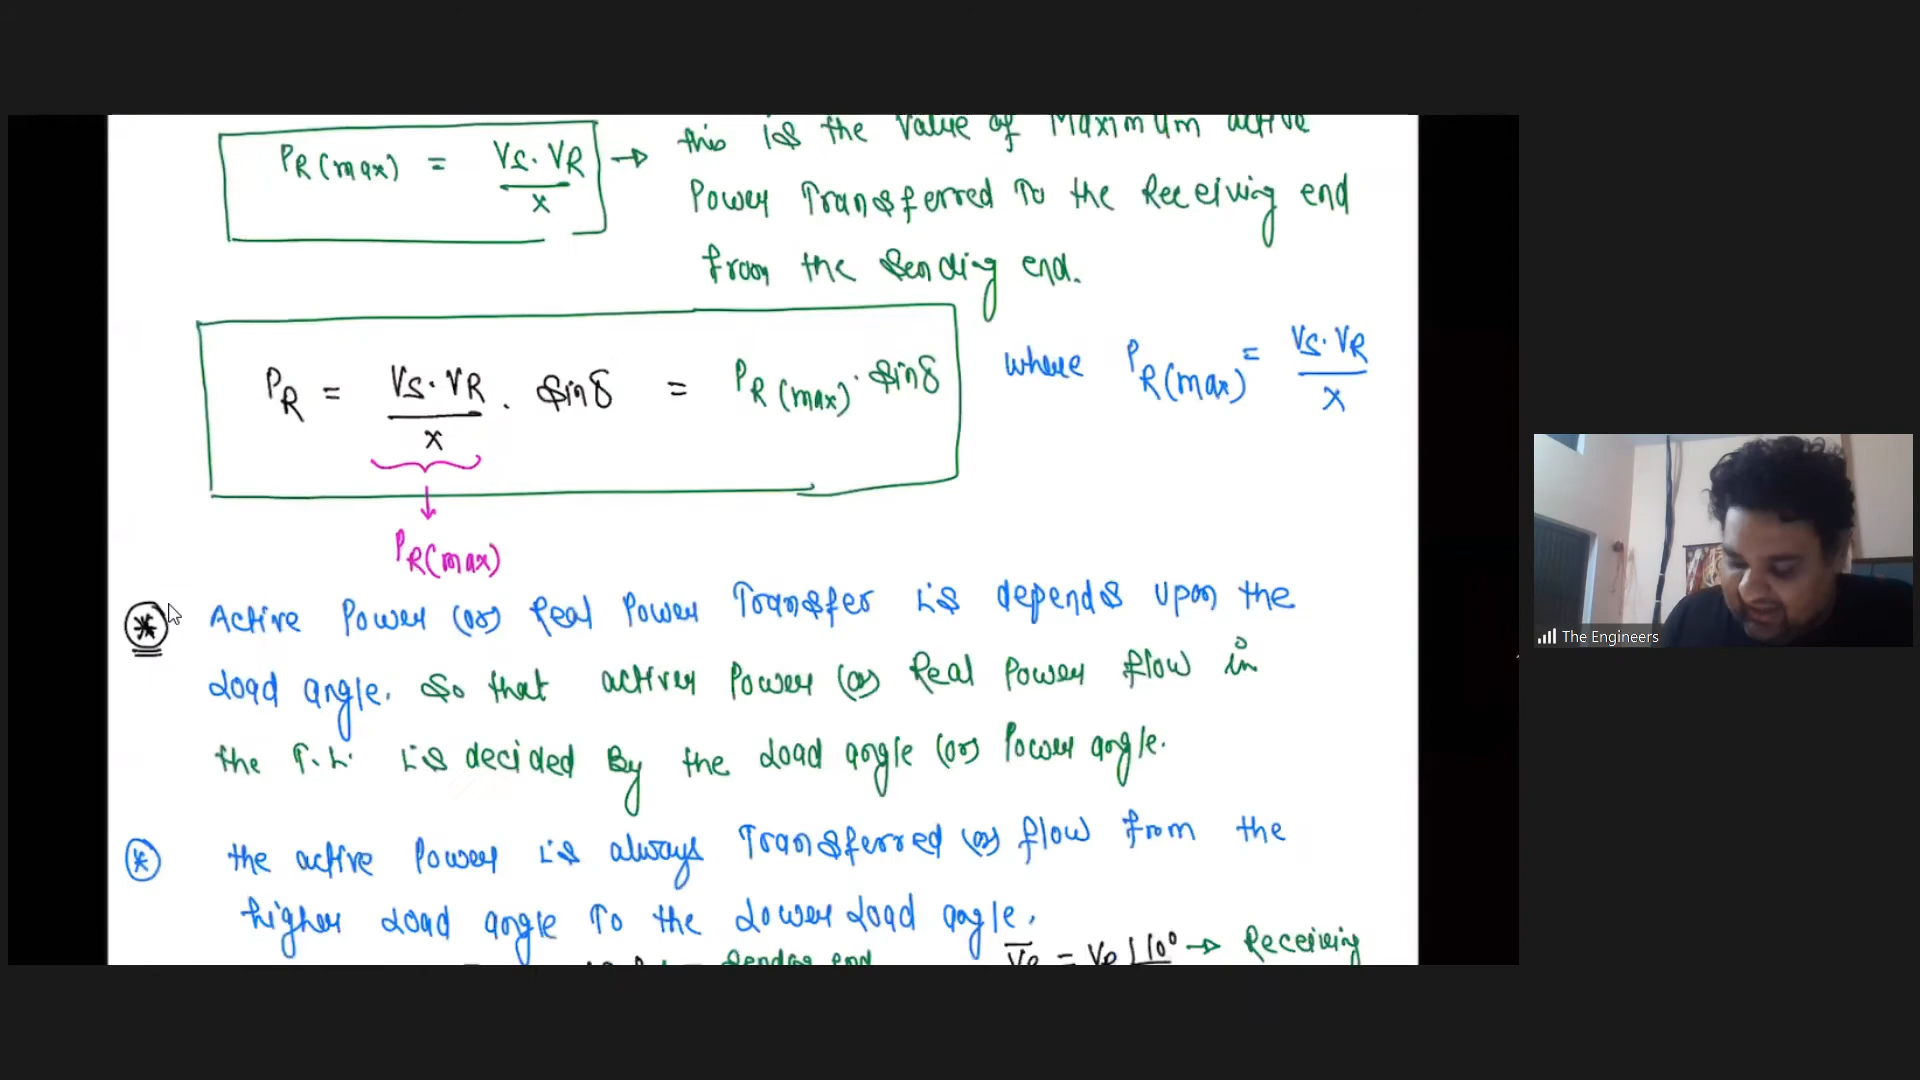 this is the value of Maximum active
PR(max) = VS.VR / x → Power Transferred To the Receiving end
from the Sending end.
PR = VS.VR / x . Sinδ = PR(max) . Sinδ where PR(max) = VS.VR / x
PR(max)
Active Power (or) Real Power Transfer is depends upon the
Load angle. So that active Power (or) Real Power flow in
the T.L. is decided By the Load angle (or) Power angle.
the active Power is always Transferred (or) flow from the
higher Load angle To the Lower Load angle.
= VR ∠10° → Receiving
The Engineers